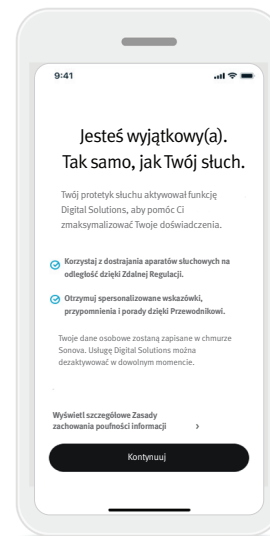 9:41
Jesteś wyjątkowy(a).
Tak samo, jak Twój słuch.
Twój protetyk słuchu aktywował funkcję
Digital Solutions, aby pomóc Ci
zmaksymalizować Twoje doświadczenia.
Korzystaj z dostrajania aparatów słuchowych na
odległość dzięki Zdalnej Regulacji.
Otrzymuj spersonalizowane wskazówki,
przypomnienia i porady dzięki Przewodnikowi.
Twoje dane osobowe zostaną zapisane w chmurze
Sonova. Usługę Digital Solutions można
dezaktywować w dowolnym momencie.
Wyświetl szczegółowe Zasady
zachowania poufności informacji
Kontynuuj